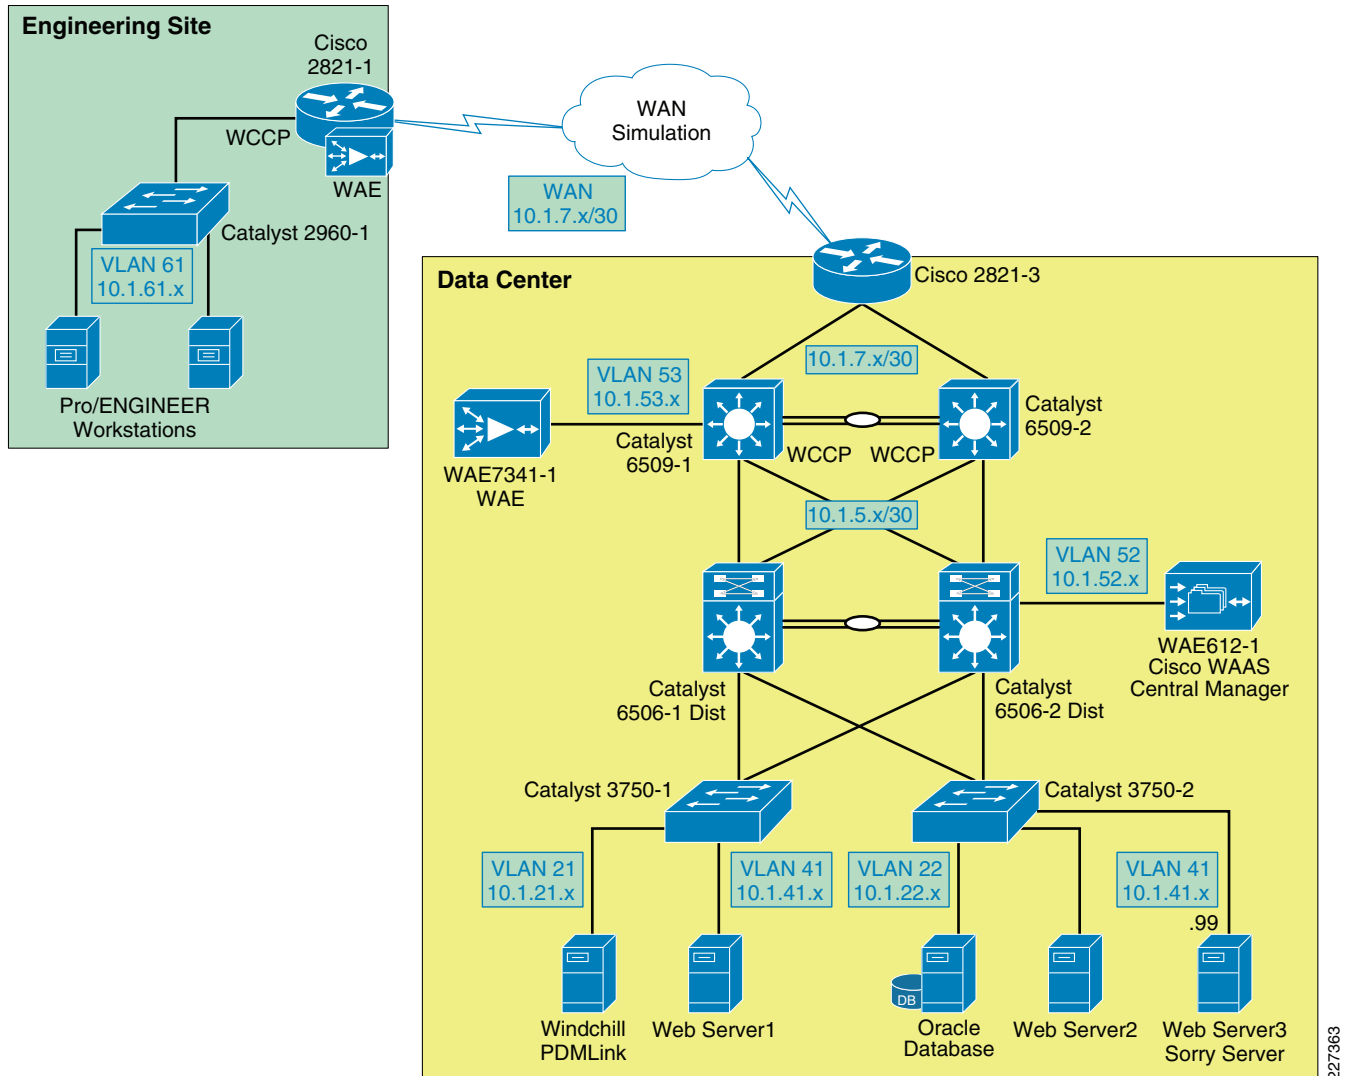 Engineering Site
Cisco
2821-1
WCCP
WAE
Catalyst 2960-1
VLAN 61
10.1.61.x
Pro/ENGINEER
Workstations
WAN
Simulation
WAN
10.1.7.x/30
Data Center
Cisco 2821-3
10.1.7.x/30
VLAN 53
10.1.53.x
Catalyst
6509-1
WCCP
WCCP
Catalyst
6509-2
WAE7341-1
WAE
10.1.5.x/30
VLAN 52
10.1.52.x
WAE612-1
Cisco WAAS
Central Manager
Catalyst
6506-1 Dist
Catalyst
6506-2 Dist
Catalyst 3750-1
Catalyst 3750-2
VLAN 21
10.1.21.x
VLAN 41
10.1.41.x
VLAN 22
10.1.22.x
VLAN 41
10.1.41.x
.99
DB
Windchill
PDMLink
Web Server1
Oracle
Database
Web Server2
Web Server3
Sorry Server
227363